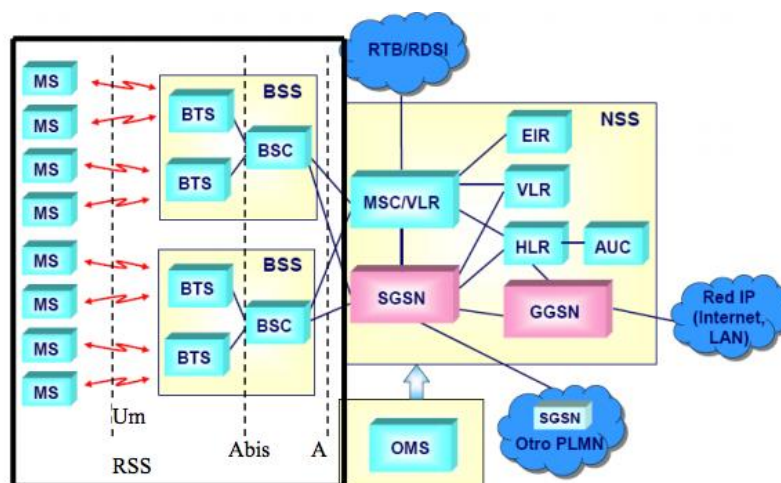 RTB/RDSI
MS
MS
MS
MS
MS
MS
MS
MS
BSS
BTS
BTS
BSC
BSS
BTS
BTS
BSC
Um
Abis
A
RSS
NSS
EIR
MSC/VLR
VLR
HLR
AUC
SGSN
GGSN
Red IP
(Internet,
LAN)
SGSN
Otro PLMN
OMS